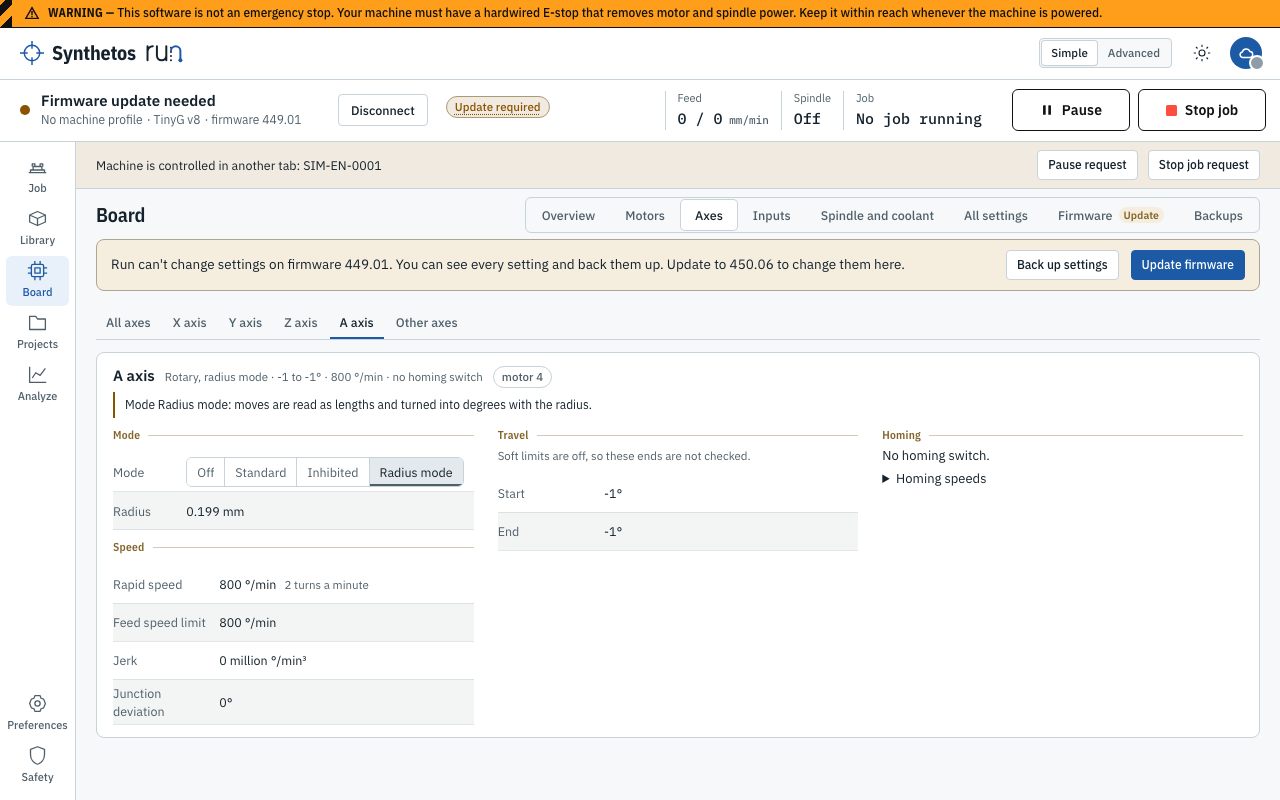 WARNING — This software is not an emergency stop. Your machine must have a hardwired E-stop that removes motor and spindle power. Keep it within reach whenever the machine is powered.
Synthetos run
Simple Advanced
Firmware update needed
No machine profile · TinyG v8 · firmware 449.01
Disconnect
Update required
Feed
0 / 0 mm/min
Spindle
Off
Job
No job running
Pause
Stop job
Machine is controlled in another tab: SIM-EN-0001
Pause request
Stop job request
Job
Library
Board
Projects
Analyze
Preferences
Safety
Board
Overview Motors Axes Inputs Spindle and coolant All settings Firmware Update Backups
Run can't change settings on firmware 449.01. You can see every setting and back them up. Update to 450.06 to change them here.
Back up settings
Update firmware
All axes X axis Y axis Z axis A axis Other axes
A axis Rotary, radius mode · -1 to -1° · 800 °/min · no homing switch motor 4
Mode Radius mode: moves are read as lengths and turned into degrees with the radius.
Mode
Mode Off Standard Inhibited Radius mode
Radius 0.199 mm
Speed
Rapid speed 800 °/min 2 turns a minute
Feed speed limit 800 °/min
Jerk 0 million °/min³
Junction deviation 0°
Travel
Soft limits are off, so these ends are not checked.
Start -1°
End -1°
Homing
No homing switch.
Homing speeds